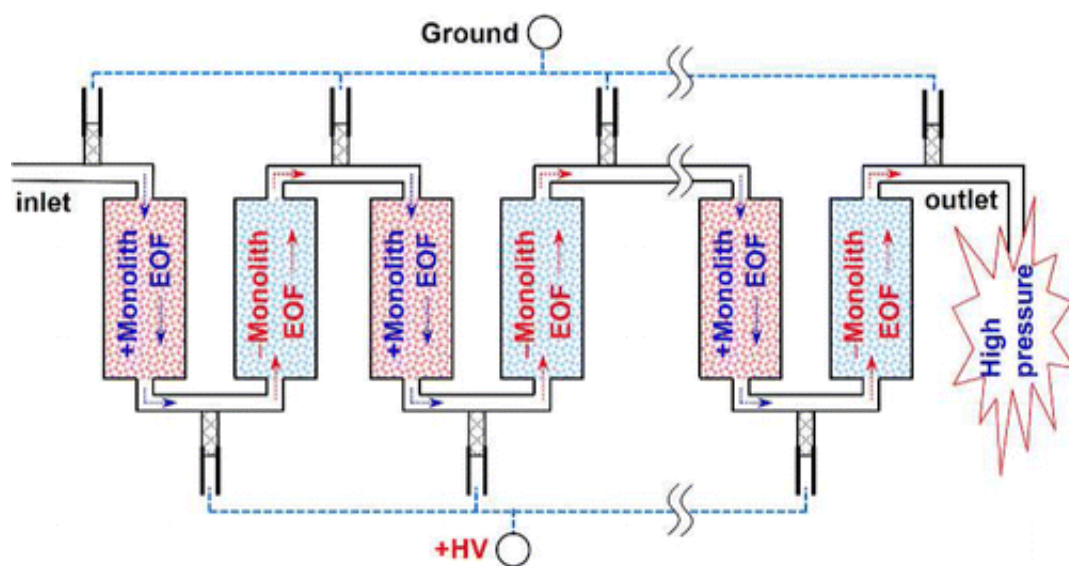 Ground
inlet
outlet
+Monolith
EOF
−Monolith
EOF
+Monolith
EOF
−Monolith
EOF
+Monolith
EOF
−Monolith
EOF
High
pressure
+HV